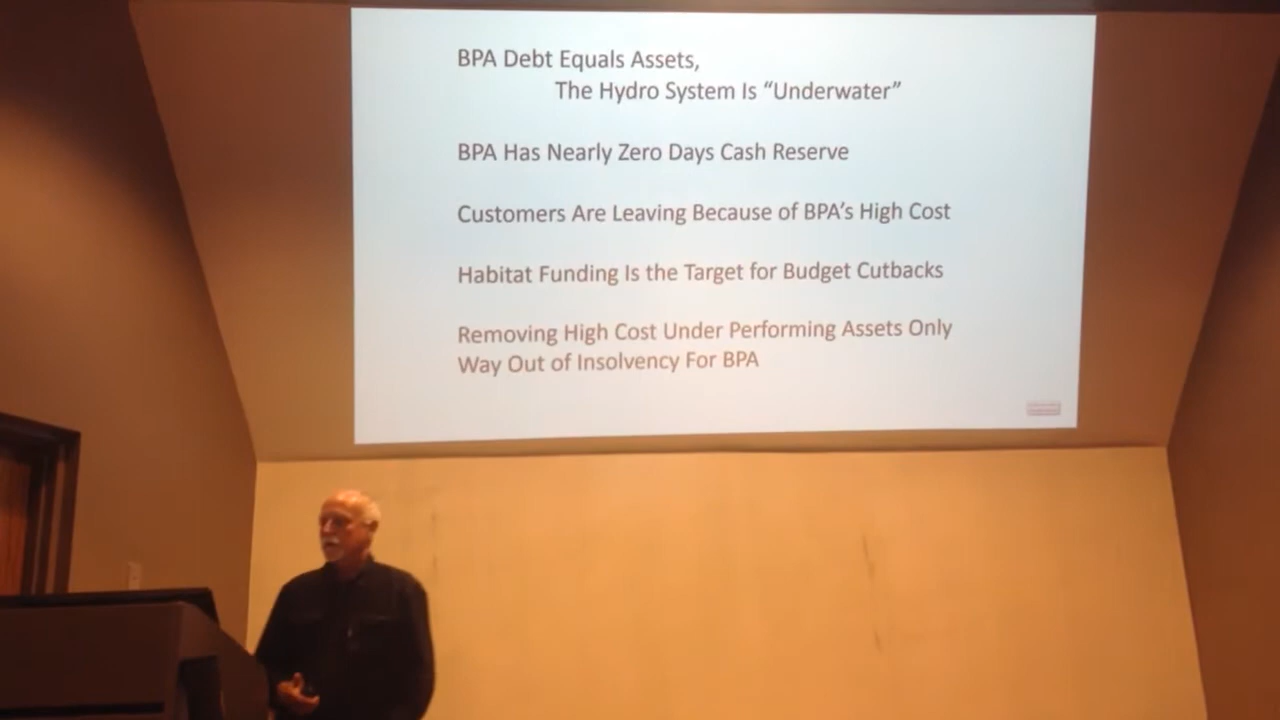 BPA Debt Equals Assets,
The Hydro System Is “Underwater”
BPA Has Nearly Zero Days Cash Reserve
Customers Are Leaving Because of BPA’s High Cost
Habitat Funding Is the Target for Budget Cutbacks
Removing High Cost Under Performing Assets Only
Way Out of Insolvency For BPA